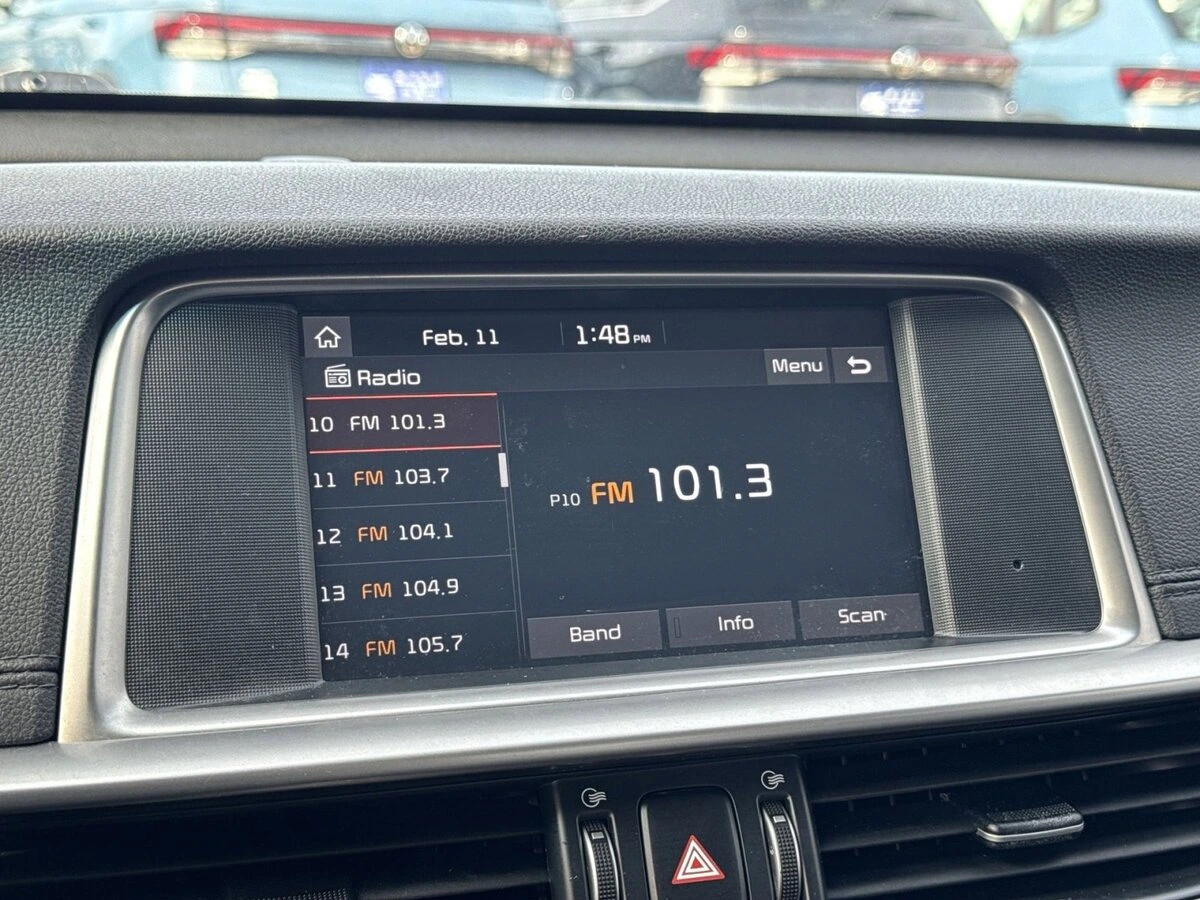 Feb. 11 1:48 PM
Radio Menu
10 FM 101.3
11 FM 103.7
12 FM 104.1
13 FM 104.9
14 FM 105.7
P10 FM 101.3
Band Info Scan